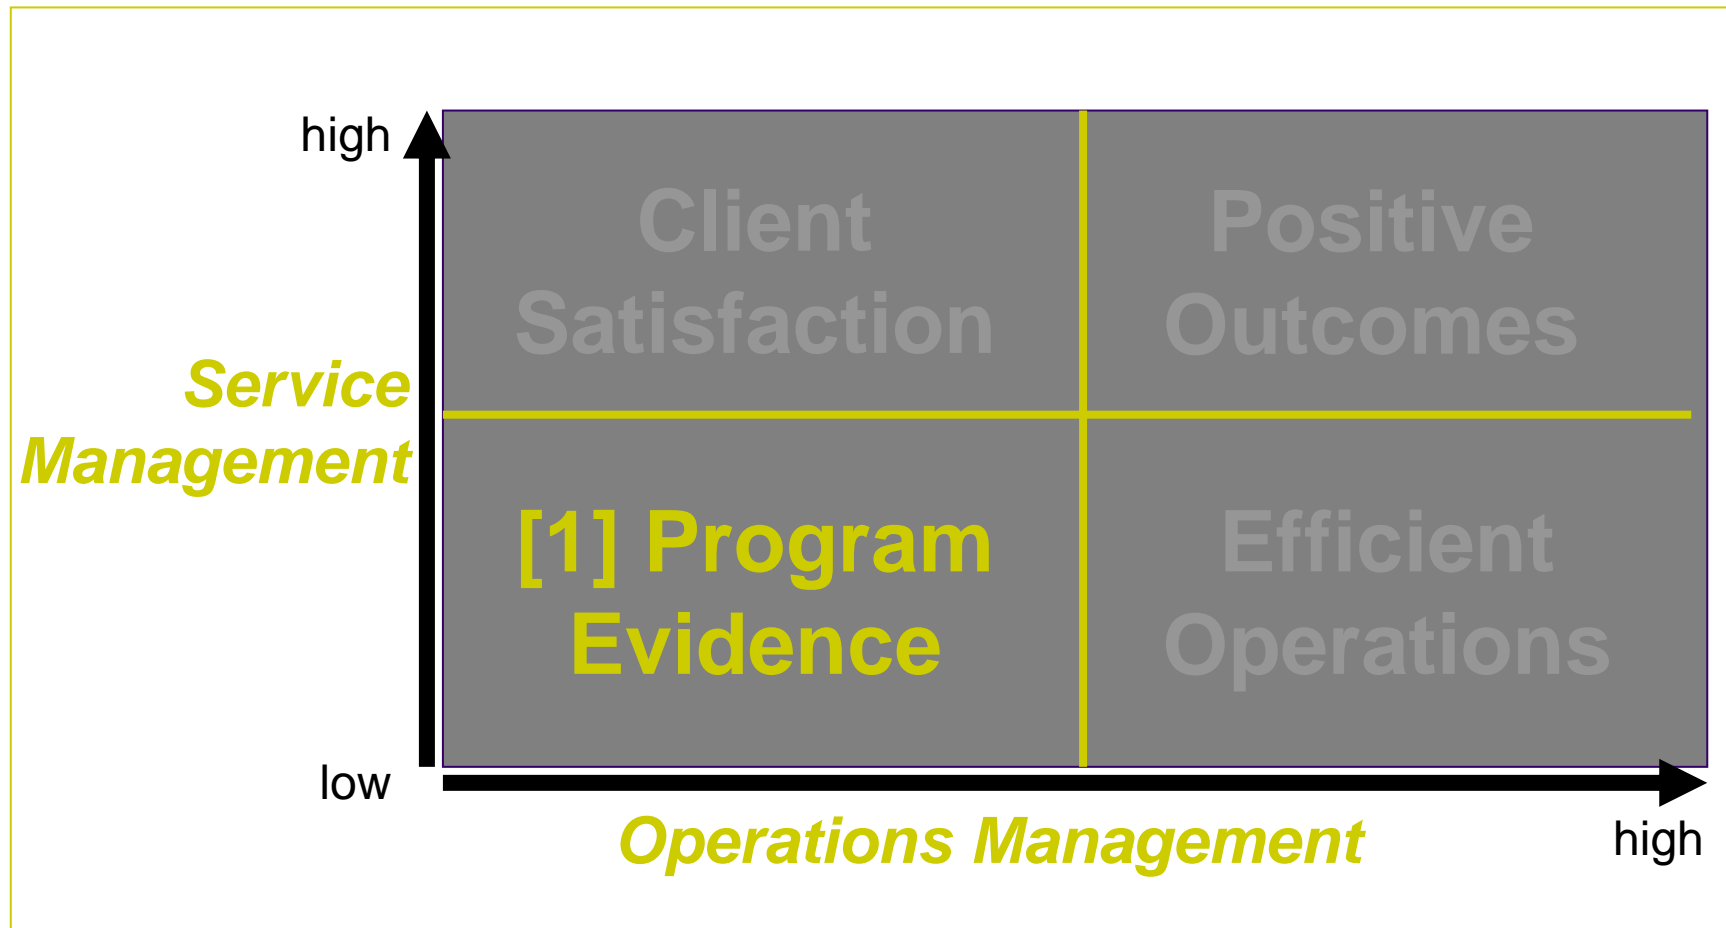 high
Client
Satisfaction
Positive
Outcomes
Service
Management
[1] Program
Evidence
Efficient
Operations
low
Operations Management
high